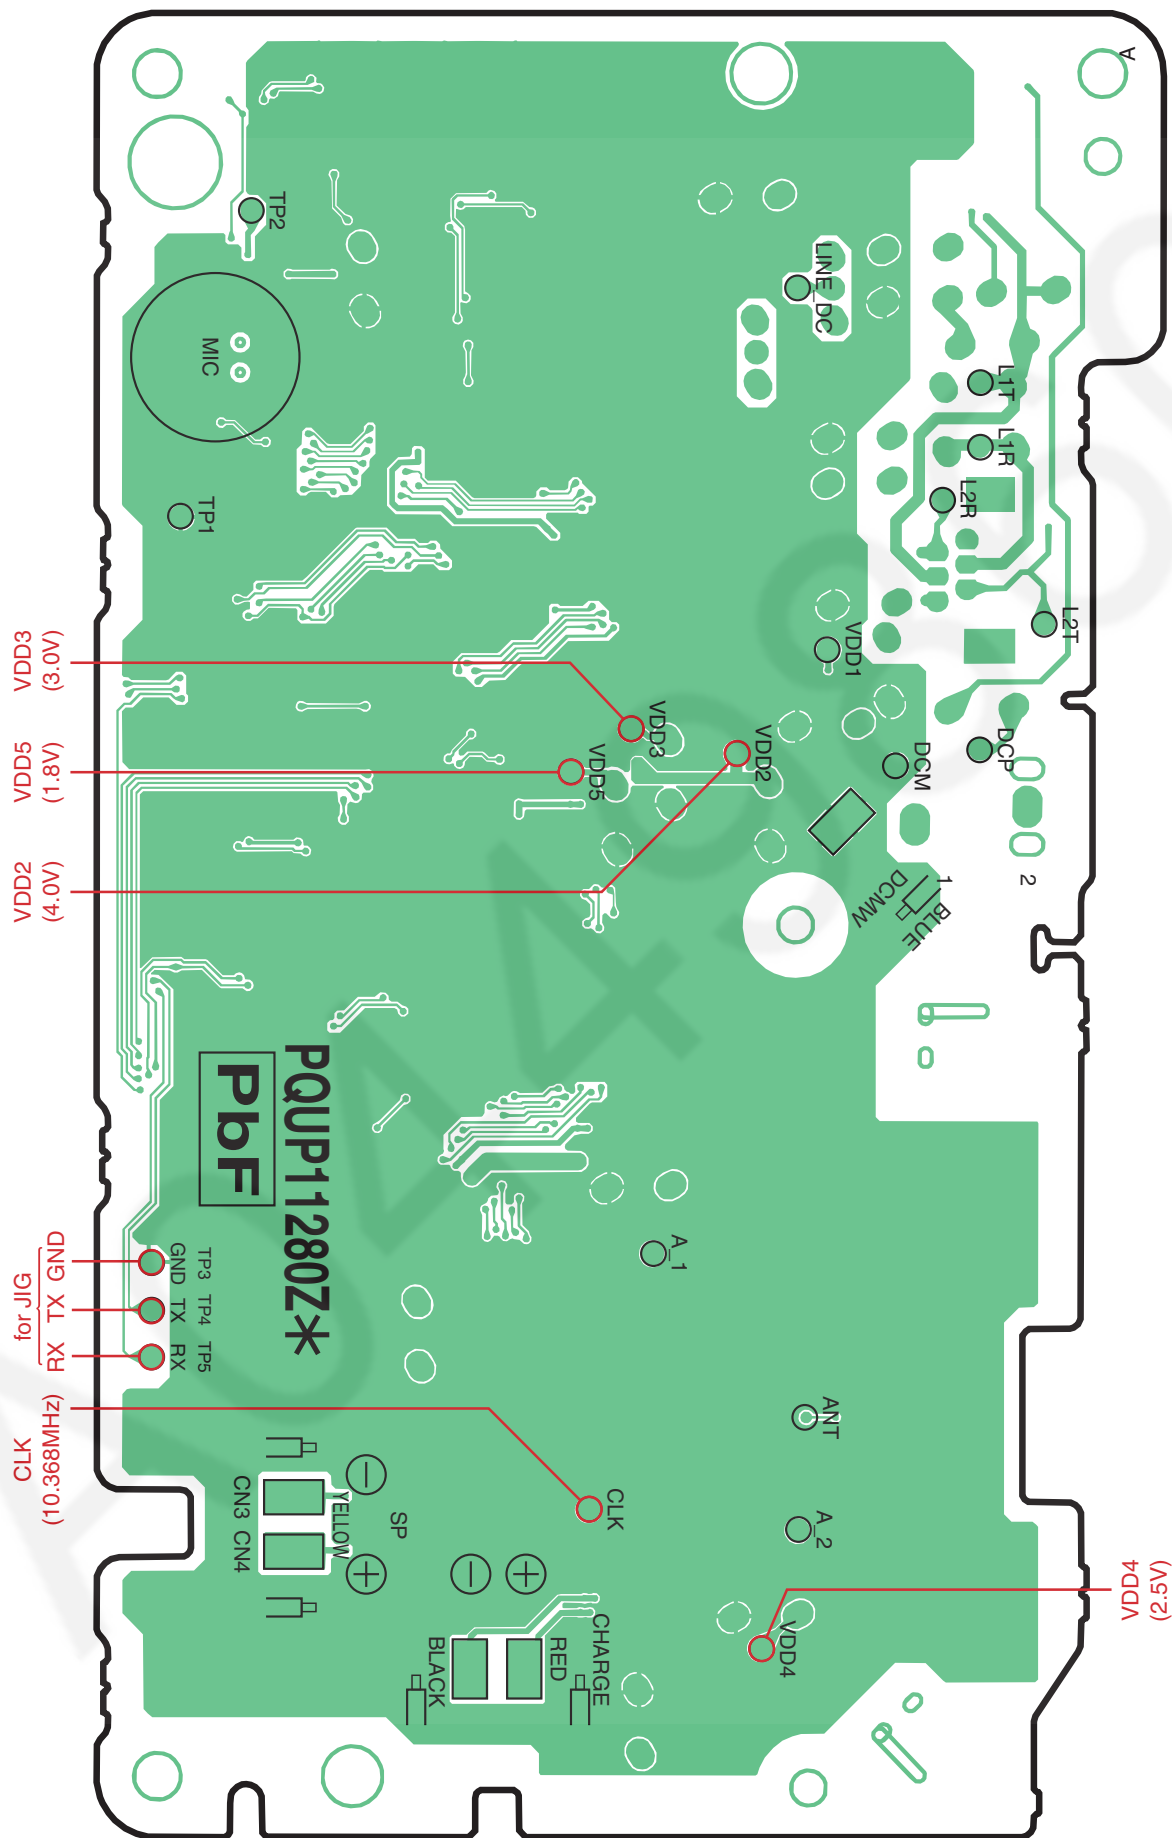 A
TP2
LINE_DC
MIC
L1T
L1R
L2R
TP1
L2T
VDD1
VDD3
(3.0V)
VDD3
VDD2
DCM
DCP
VDD5
(1.8V)
VDD5
VDD2
(4.0V)
DCMW
1
BLUE
2
PQUP11280Z*
PbF
A_1
for JIG
GND
TX
RX
GND
TX
RX
TP3
TP4
TP5
CLK
(10.368MHz)
ANT
CN3
CN4
YELLOW
SP
CLK
A_2
VDD4
(2.5V)
VDD4
CHARGE
BLACK
RED